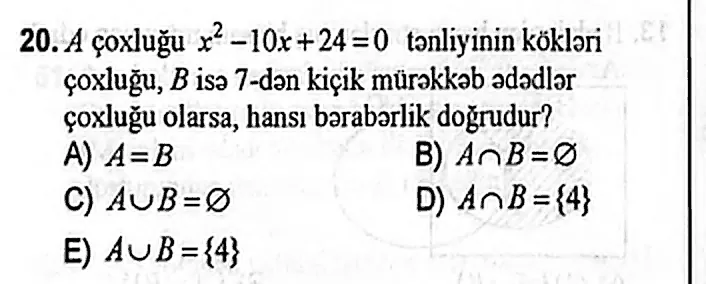 20. A çoxluğu x² – 10x + 24 = 0 tənliyinin kökləri
çoxluğu, B isə 7-dən kiçik mürəkkəb ədədlər
çoxluğu olarsa, hansı bərabərlik doğrudur?
A) A = B B) A∩B = ∅
C) A∪B = ∅ D) A∩B = {4}
E) A∪B = {4}